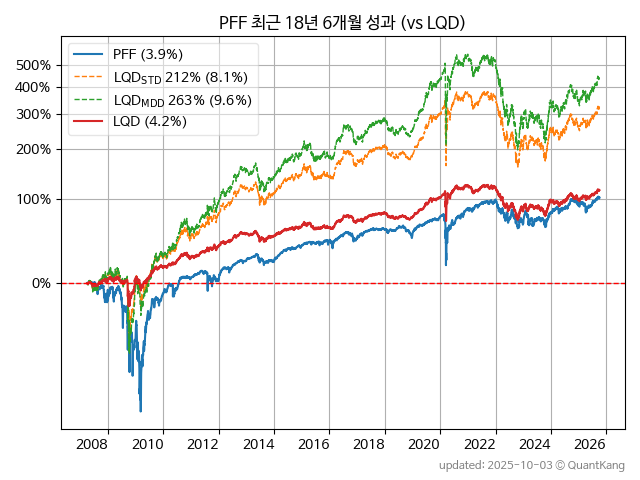 PFF 최근 18년 6개월 성과 (vs LQD)
PFF (3.9%)
LQD_STD 212% (8.1%)
LQD_MDD 263% (9.6%)
LQD (4.2%)
500%
400%
300%
200%
100%
0%
2008 2010 2012 2014 2016 2018 2020 2022 2024 2026
updated: 2025-10-03 © QuantKang